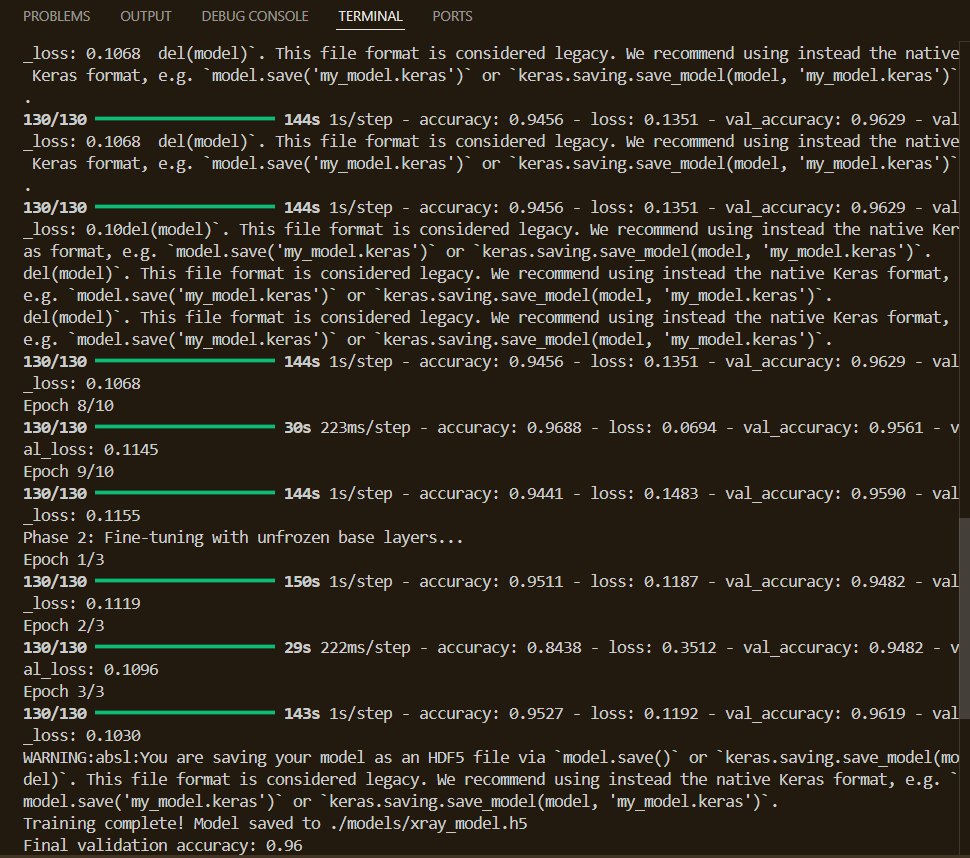 PROBLEMS OUTPUT DEBUG CONSOLE TERMINAL PORTS
_loss: 0.1068  del(model)`. This file format is considered legacy. We recommend using instead the native
 Keras format, e.g. `model.save('my_model.keras')` or `keras.saving.save_model(model, 'my_model.keras')`
.
130/130 144s 1s/step - accuracy: 0.9456 - loss: 0.1351 - val_accuracy: 0.9629 - val
_loss: 0.1068  del(model)`. This file format is considered legacy. We recommend using instead the native
 Keras format, e.g. `model.save('my_model.keras')` or `keras.saving.save_model(model, 'my_model.keras')`
.
130/130 144s 1s/step - accuracy: 0.9456 - loss: 0.1351 - val_accuracy: 0.9629 - val
_loss: 0.10del(model)`. This file format is considered legacy. We recommend using instead the native Ker
as format, e.g. `model.save('my_model.keras')` or `keras.saving.save_model(model, 'my_model.keras')`.
del(model)`. This file format is considered legacy. We recommend using instead the native Keras format,
e.g. `model.save('my_model.keras')` or `keras.saving.save_model(model, 'my_model.keras')`.
del(model)`. This file format is considered legacy. We recommend using instead the native Keras format,
e.g. `model.save('my_model.keras')` or `keras.saving.save_model(model, 'my_model.keras')`.
130/130 144s 1s/step - accuracy: 0.9456 - loss: 0.1351 - val_accuracy: 0.9629 - val
_loss: 0.1068
Epoch 8/10
130/130 30s 223ms/step - accuracy: 0.9688 - loss: 0.0694 - val_accuracy: 0.9561 - v
al_loss: 0.1145
Epoch 9/10
130/130 144s 1s/step - accuracy: 0.9441 - loss: 0.1483 - val_accuracy: 0.9590 - val
_loss: 0.1155
Phase 2: Fine-tuning with unfrozen base layers...
Epoch 1/3
130/130 150s 1s/step - accuracy: 0.9511 - loss: 0.1187 - val_accuracy: 0.9482 - val
_loss: 0.1119
Epoch 2/3
130/130 29s 222ms/step - accuracy: 0.8438 - loss: 0.3512 - val_accuracy: 0.9482 - v
al_loss: 0.1096
Epoch 3/3
130/130 143s 1s/step - accuracy: 0.9527 - loss: 0.1192 - val_accuracy: 0.9619 - val
_loss: 0.1030
WARNING:absl:You are saving your model as an HDF5 file via `model.save()` or `keras.saving.save_model(mo
del)`. This file format is considered legacy. We recommend using instead the native Keras format, e.g. `
model.save('my_model.keras')` or `keras.saving.save_model(model, 'my_model.keras')`.
Training complete! Model saved to ./models/xray_model.h5
Final validation accuracy: 0.96